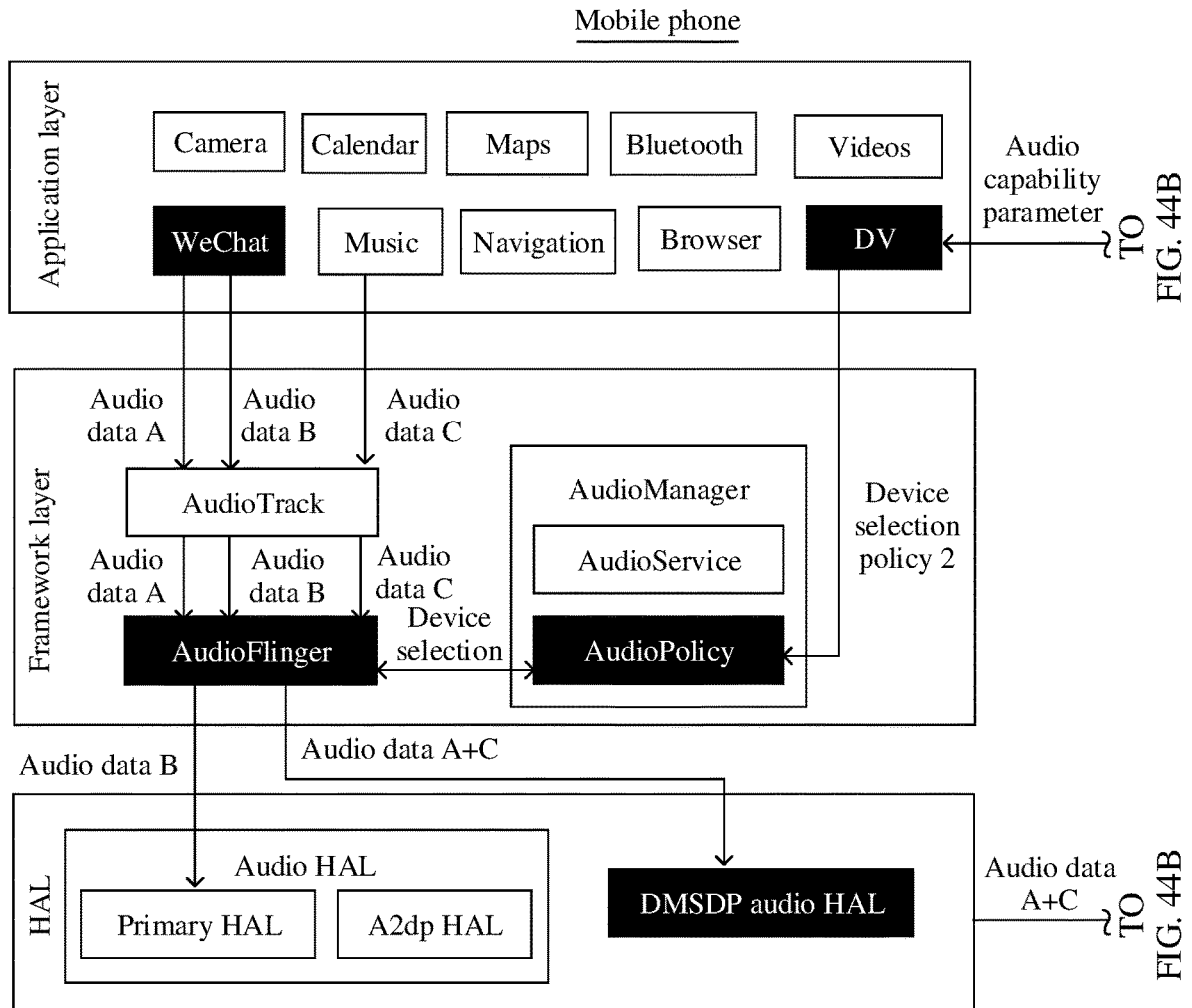 Mobile phone
Application layer
Camera
Calendar
Maps
Bluetooth
Videos
WeChat
Music
Navigation
Browser
DV
Audio
capability
parameter
TO
FIG. 44B
Framework layer
Audio
data A
Audio
data B
Audio
data C
AudioTrack
Audio
data A
Audio
data B
Audio
data C
AudioFlinger
Device
selection
AudioManager
AudioService
AudioPolicy
Device
selection
policy 2
Audio data B
Audio data A+C
HAL
Audio HAL
Primary HAL
A2dp HAL
DMSDP audio HAL
Audio data
A+C
TO
FIG. 44B